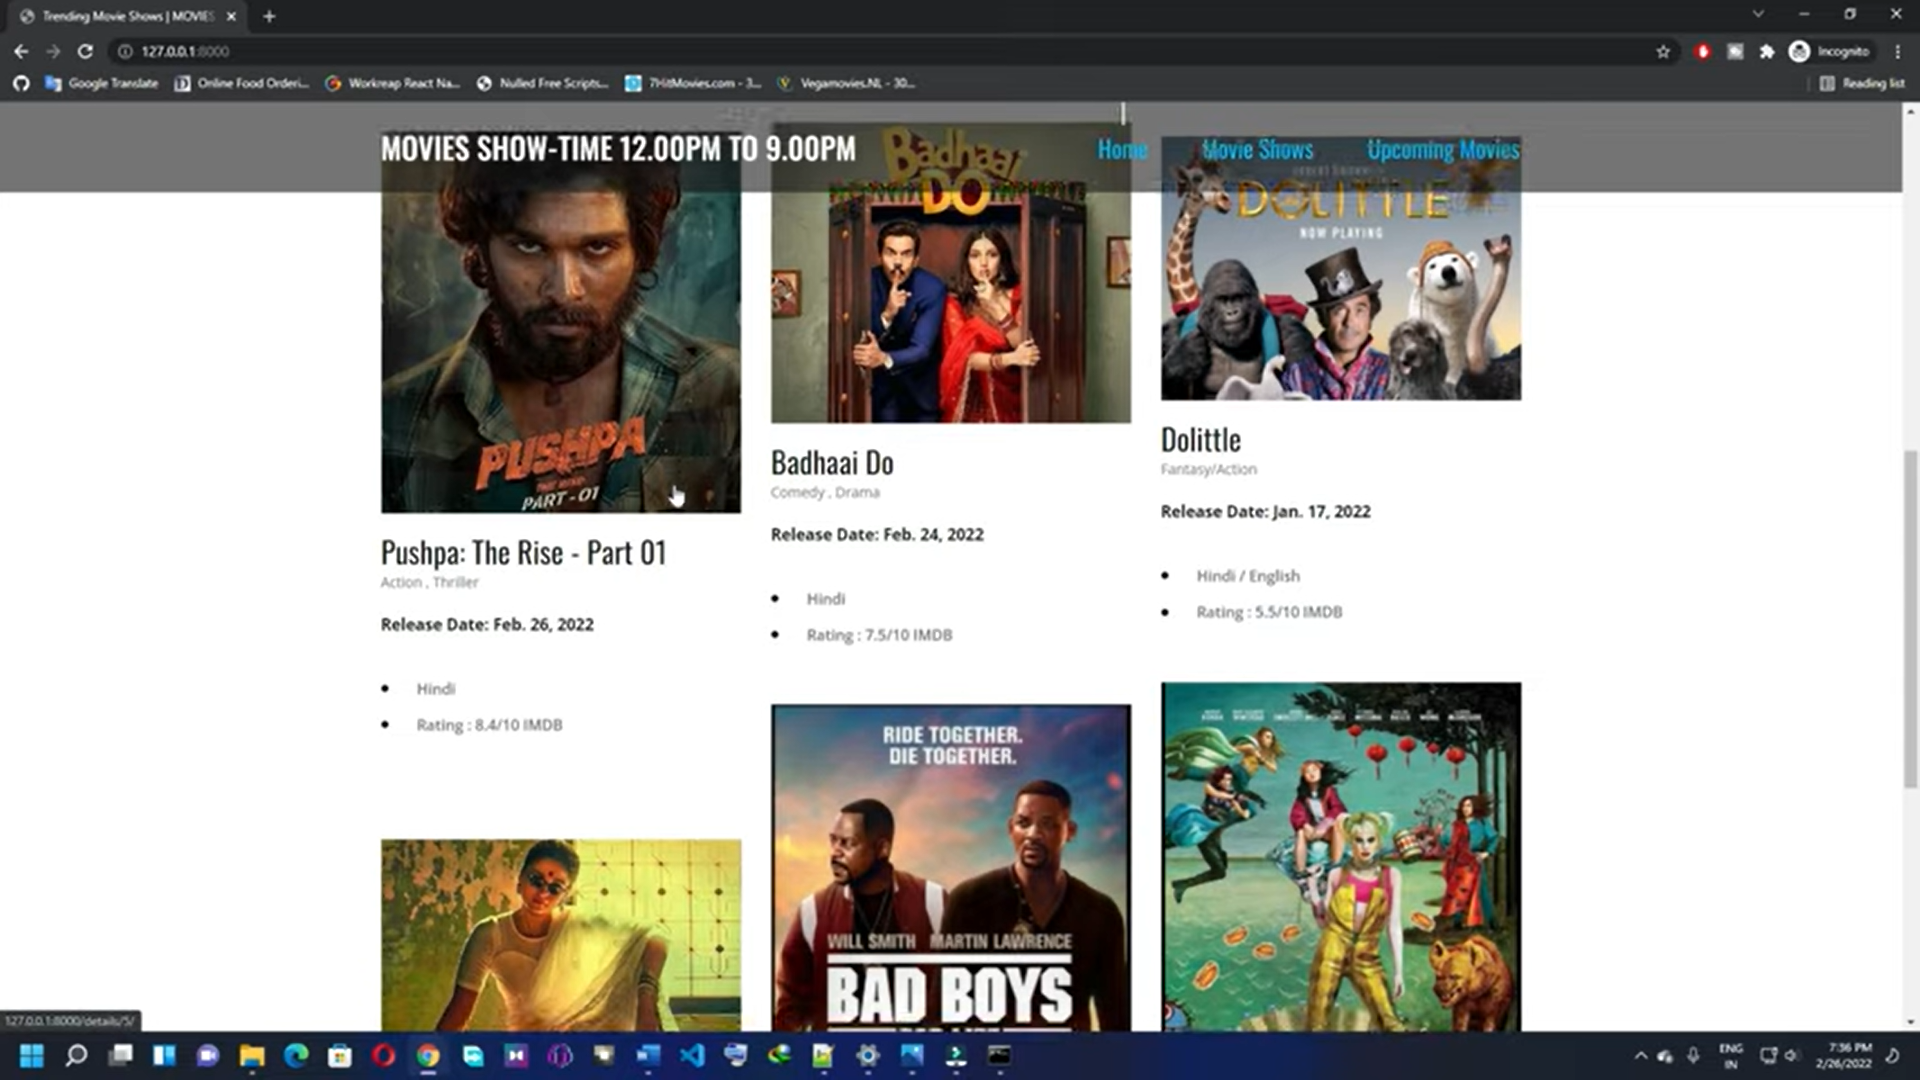 Trending Movie Shows | MOVIES
127.0.0.1:8000
Incognito
Google Translate
Online Food Orderi...
Workreap React Na...
Nulled Free Scripts...
7HitMovies.com - 3...
Vegamovies.NL - 30...
Reading list
MOVIES SHOW-TIME 12.00PM TO 9.00PM
Home
Movie Shows
Upcoming Movies
PUSHPA
PART-01
Pushpa: The Rise - Part 01
Action , Thriller
Release Date: Feb. 26, 2022
Hindi
Rating : 8.4/10 IMDB
Badhaai
DO
Badhaai Do
Comedy , Drama
Release Date: Feb. 24, 2022
Hindi
Rating : 7.5/10 IMDB
DOLITTLE
NOW PLAYING
Dolittle
Fantasy/Action
Release Date: Jan. 17, 2022
Hindi / English
Rating : 5.5/10 IMDB
RIDE TOGETHER.
DIE TOGETHER.
WILL SMITH MARTIN LAWRENCE
BAD BOYS
127.0.0.1:8000/details/5/
ENG
IN
7:36 PM
2/26/2022